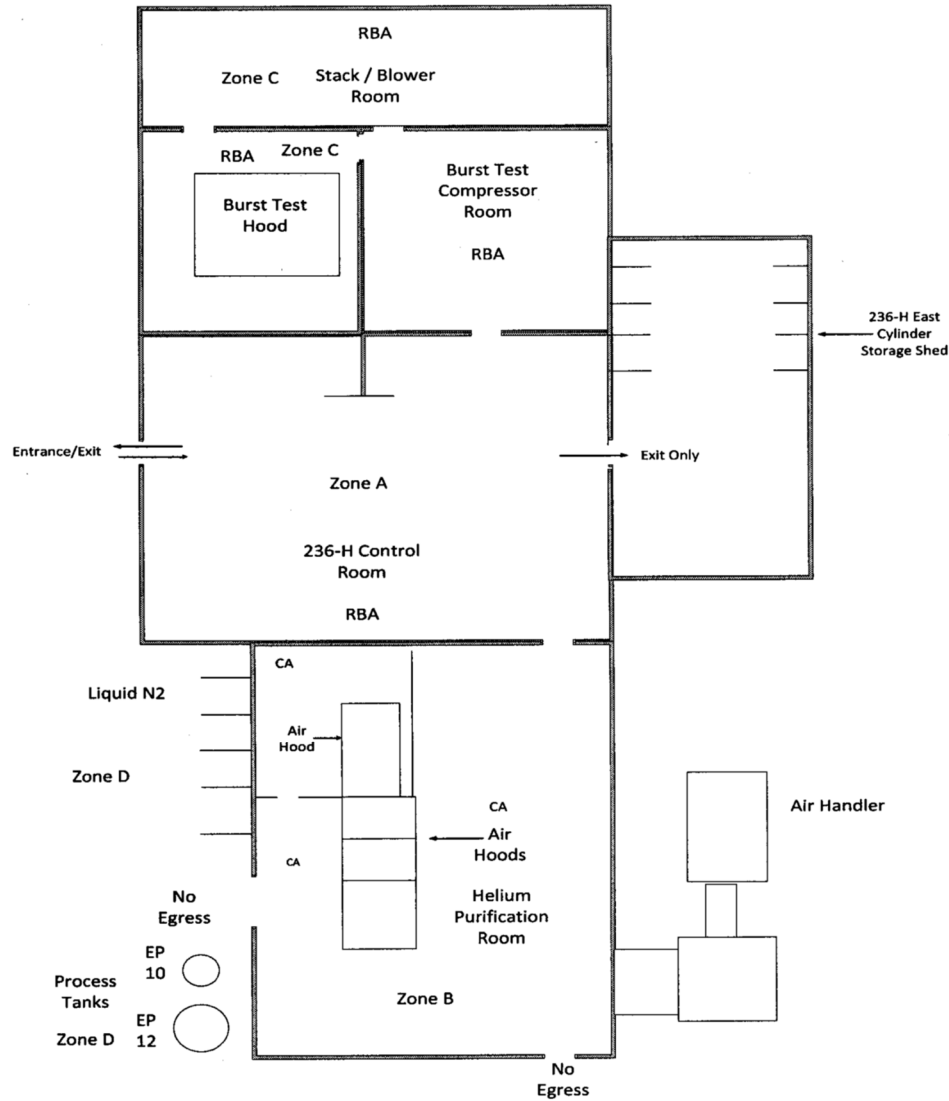 RBA
Zone C
Stack / Blower
Room
RBA
Zone C
Burst Test
Hood
Burst Test
Compressor
Room
RBA
236-H East
Cylinder
Storage Shed
Entrance/Exit
Exit Only
Zone A
236-H Control
Room
RBA
CA
Liquid N2
Air
Hood
Zone D
CA
Air
Hoods
Air Handler
CA
No
Egress
Helium
Purification
Room
EP
10
Process
Tanks
Zone B
EP
12
Zone D
No
Egress